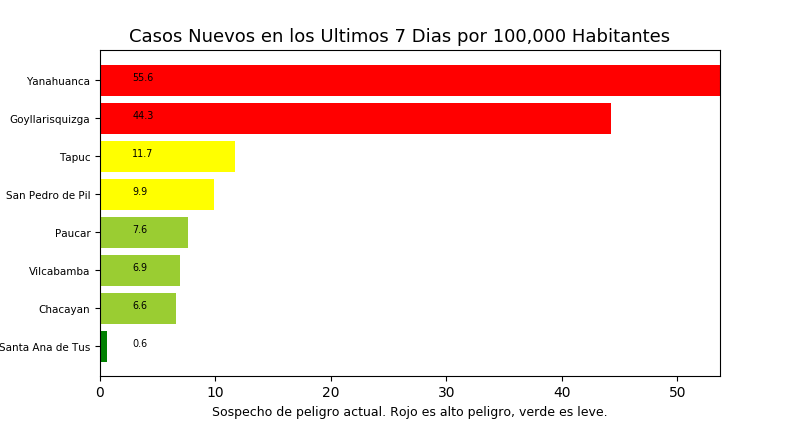 Casos Nuevos en los Ultimos 7 Dias por 100,000 Habitantes
Yanahuanca 55.6
Goyllarisquizga 44.3
Tapuc 11.7
San Pedro de Pil 9.9
Paucar 7.6
Vilcabamba 6.9
Chacayan 6.6
Santa Ana de Tus 0.6
0 10 20 30 40 50
Sospecho de peligro actual. Rojo es alto peligro, verde es leve.